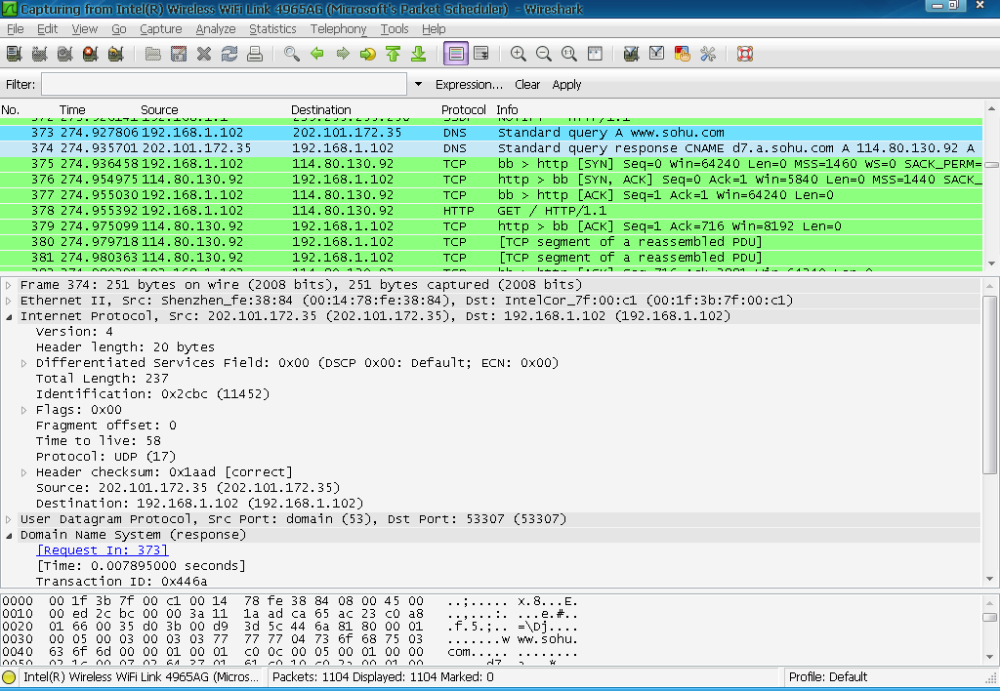 Capturing from Intel(R) Wireless WiFi Link 4965AG (Microsoft's Packet Scheduler) - Wireshark
File Edit View Go Capture Analyze Statistics Telephony Tools Help
Filter: Expression... Clear Apply
No. Time Source Destination Protocol Info
373 274.927806 192.168.1.102 202.101.172.35 DNS Standard query A www.sohu.com
374 274.935701 202.101.172.35 192.168.1.102 DNS Standard query response CNAME d7.a.sohu.com A 114.80.130.92 A
375 274.936458 192.168.1.102 114.80.130.92 TCP bb > http [SYN] Seq=0 Win=64240 Len=0 MSS=1460 WS=0 SACK_PERM=
376 274.954975 114.80.130.92 192.168.1.102 TCP http > bb [SYN, ACK] Seq=0 Ack=1 Win=5840 Len=0 MSS=1440 SACK_
377 274.955030 192.168.1.102 114.80.130.92 TCP bb > http [ACK] Seq=1 Ack=1 Win=64240 Len=0
378 274.955392 192.168.1.102 114.80.130.92 HTTP GET / HTTP/1.1
379 274.975099 114.80.130.92 192.168.1.102 TCP http > bb [ACK] Seq=1 Ack=716 Win=8192 Len=0
380 274.979718 114.80.130.92 192.168.1.102 TCP [TCP segment of a reassembled PDU]
381 274.980363 114.80.130.92 192.168.1.102 TCP [TCP segment of a reassembled PDU]
Frame 374: 251 bytes on wire (2008 bits), 251 bytes captured (2008 bits)
Ethernet II, Src: Shenzhen_fe:38:84 (00:14:78:fe:38:84), Dst: IntelCor_7f:00:c1 (00:1f:3b:7f:00:c1)
Internet Protocol, Src: 202.101.172.35 (202.101.172.35), Dst: 192.168.1.102 (192.168.1.102)
Version: 4
Header length: 20 bytes
Differentiated Services Field: 0x00 (DSCP 0x00: Default; ECN: 0x00)
Total Length: 237
Identification: 0x2cbc (11452)
Flags: 0x00
Fragment offset: 0
Time to live: 58
Protocol: UDP (17)
Header checksum: 0x1aad [correct]
Source: 202.101.172.35 (202.101.172.35)
Destination: 192.168.1.102 (192.168.1.102)
User Datagram Protocol, Src Port: domain (53), Dst Port: 53307 (53307)
Domain Name System (response)
[Request In: 373]
[Time: 0.007895000 seconds]
Transaction ID: 0x446a
0000 00 1f 3b 7f 00 c1 00 14 78 fe 38 84 08 00 45 00 ..;..... x.8...E.
0010 00 ed 2c bc 00 00 3a 11 1a ad ca 65 ac 23 c0 a8 ..,...:. ...e.#..
0020 01 66 00 35 d0 3b 00 d9 3d 5c 44 6a 81 80 00 01 .f.5.;.. =\Dj....
0030 00 05 00 03 00 03 03 77 77 77 04 73 6f 68 75 03 .......w ww.sohu.
0040 63 6f 6d 00 00 01 00 01 c0 0c 00 05 00 01 00 00 com..... ........
Intel(R) Wireless WiFi Link 4965AG (Micros... Packets: 1104 Displayed: 1104 Marked: 0 Profile: Default